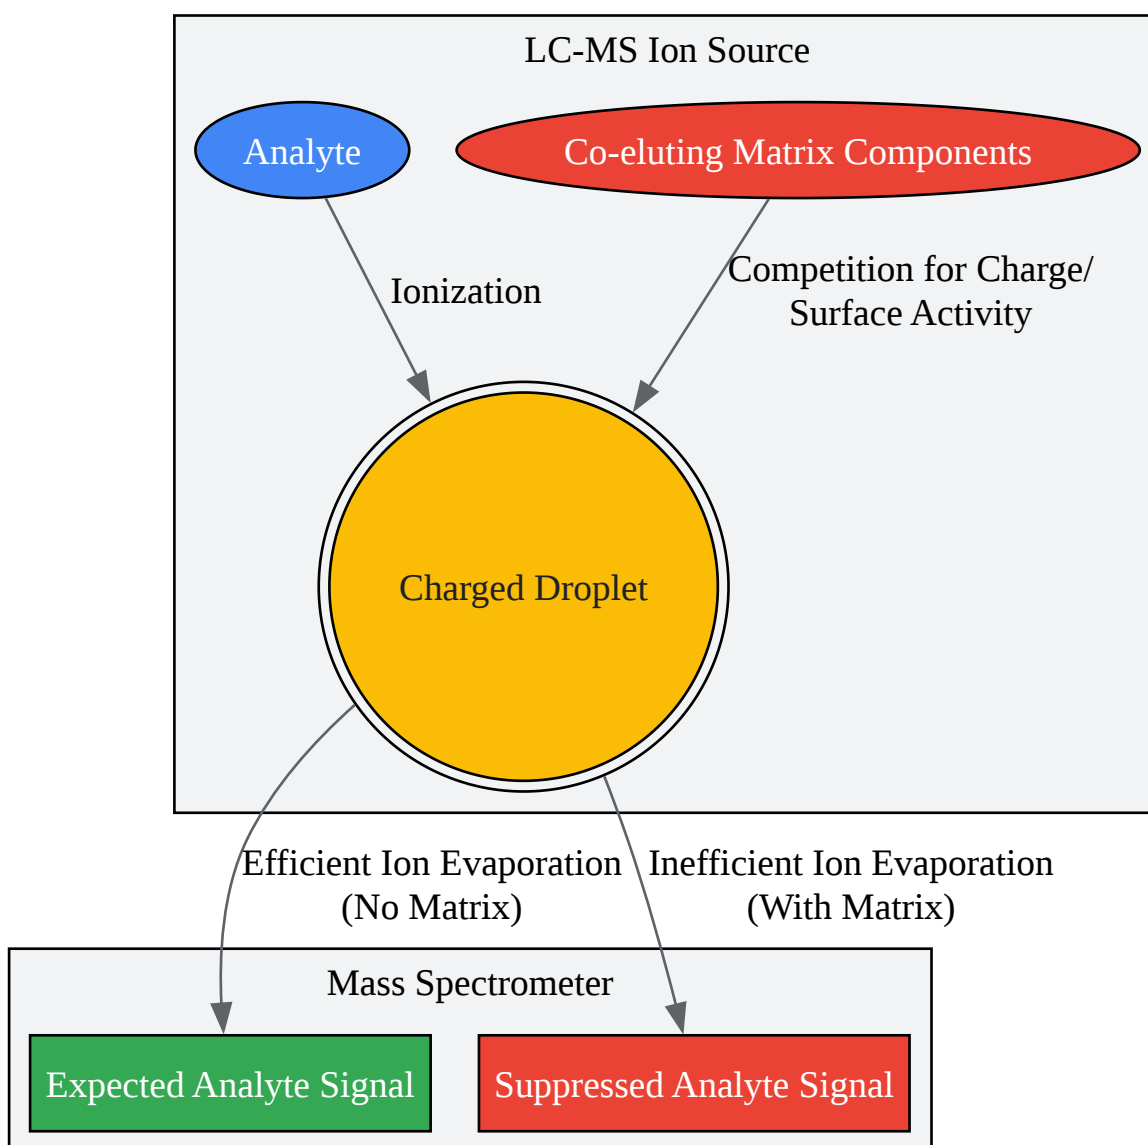 LC-MS Ion Source
Analyte
Co-eluting Matrix Components
Ionization
Competition for Charge/
Surface Activity
Charged Droplet
Efficient Ion Evaporation
(No Matrix)
Inefficient Ion Evaporation
(With Matrix)
Mass Spectrometer
Expected Analyte Signal
Suppressed Analyte Signal